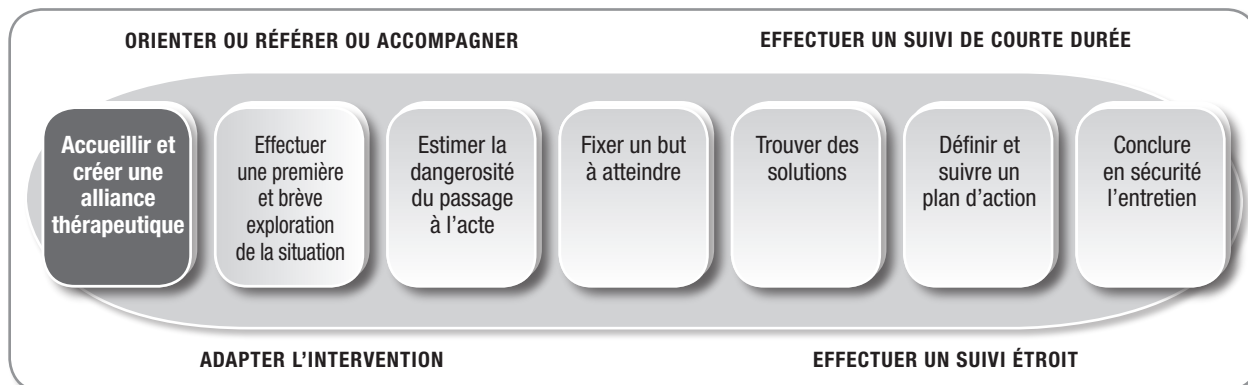 ORIENTER OU RÉFÉRER OU ACCOMPAGNER
EFFECTUER UN SUIVI DE COURTE DURÉE
Accueillir et
créer une
alliance
thérapeutique
Effectuer
une première
et brève
exploration
de la situation
Estimer la
dangerosité
du passage
à l’acte
Fixer un but
à atteindre
Trouver des
solutions
Définir et
suivre un
plan d’action
Conclure
en sécurité
l’entretien
ADAPTER L’INTERVENTION
EFFECTUER UN SUIVI ÉTROIT